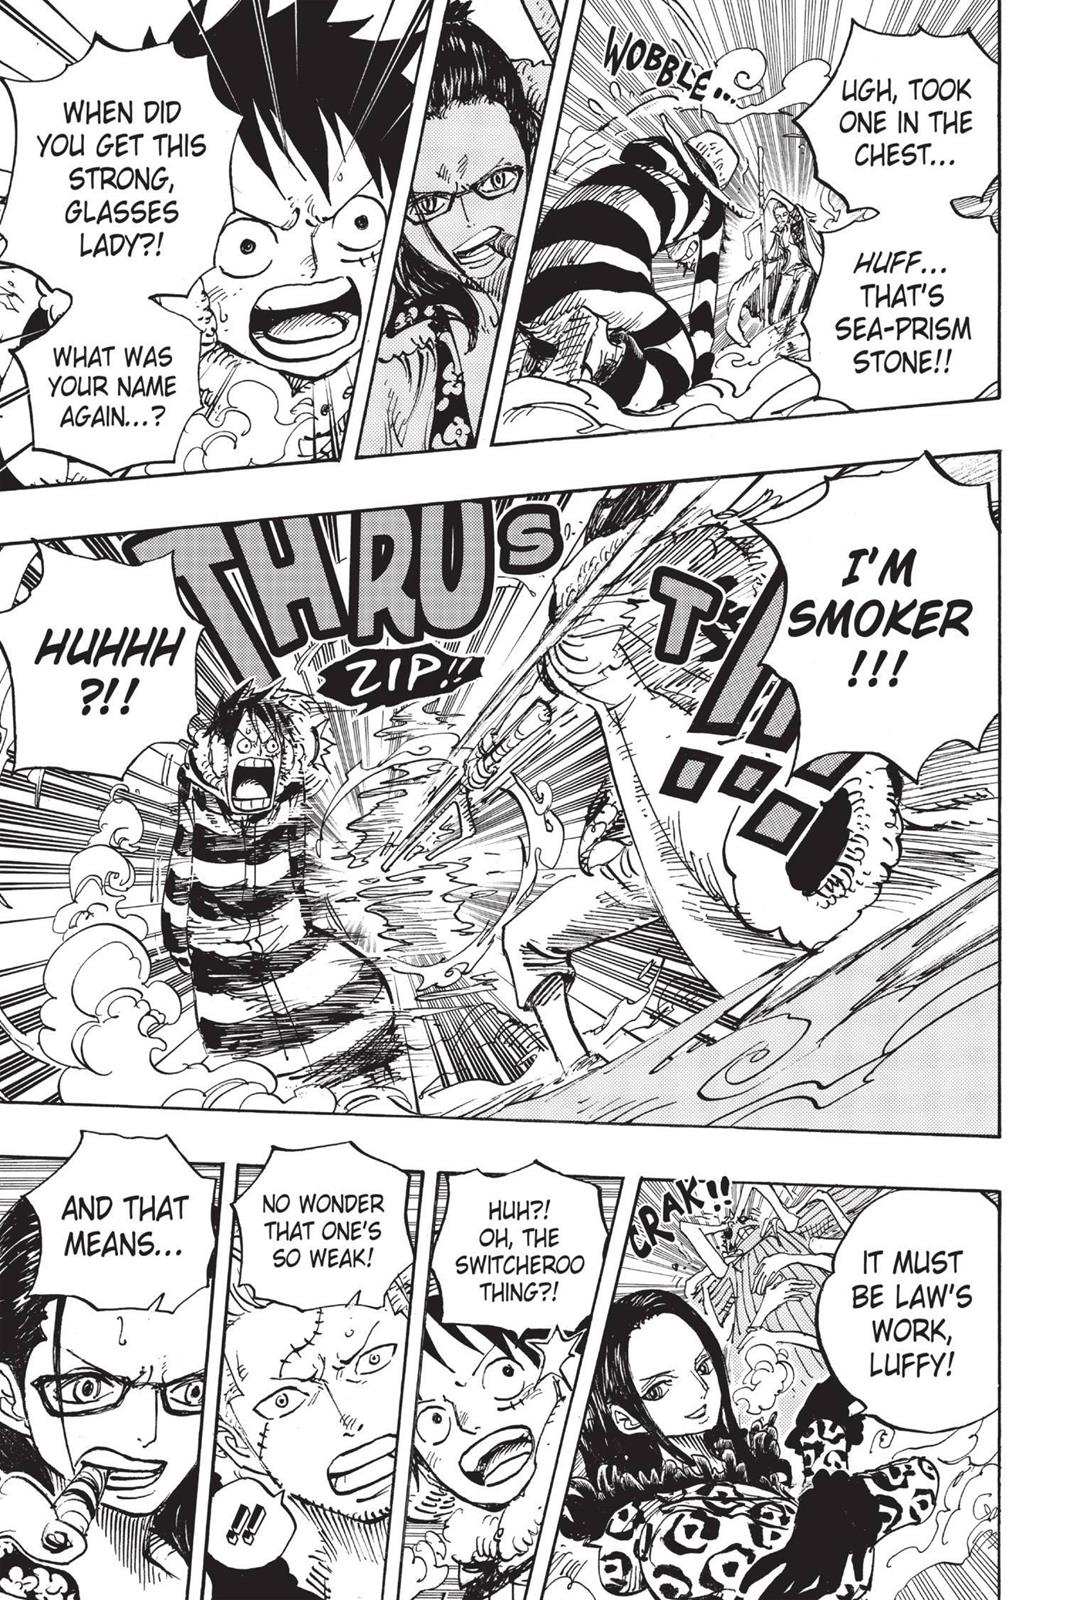 WOBBLE...
UGH, TOOK
ONE IN THE
CHEST...
HUFF...
THAT'S
SEA-PRISM
STONE!!
WHEN DID
YOU GET THIS
STRONG,
GLASSES
LADY?!
WHAT WAS
YOUR NAME
AGAIN...?
I'M
SMOKER
!!!
THRUST!!!
ZIP!!
HUHHH
?!!
KRAK!!
IT MUST
BE LAW'S
WORK,
LUFFY!
HUH?!
OH, THE
SWITCHEROO
THING?!
NO WONDER
THAT ONE'S
SO WEAK!
!!
AND THAT
MEANS...